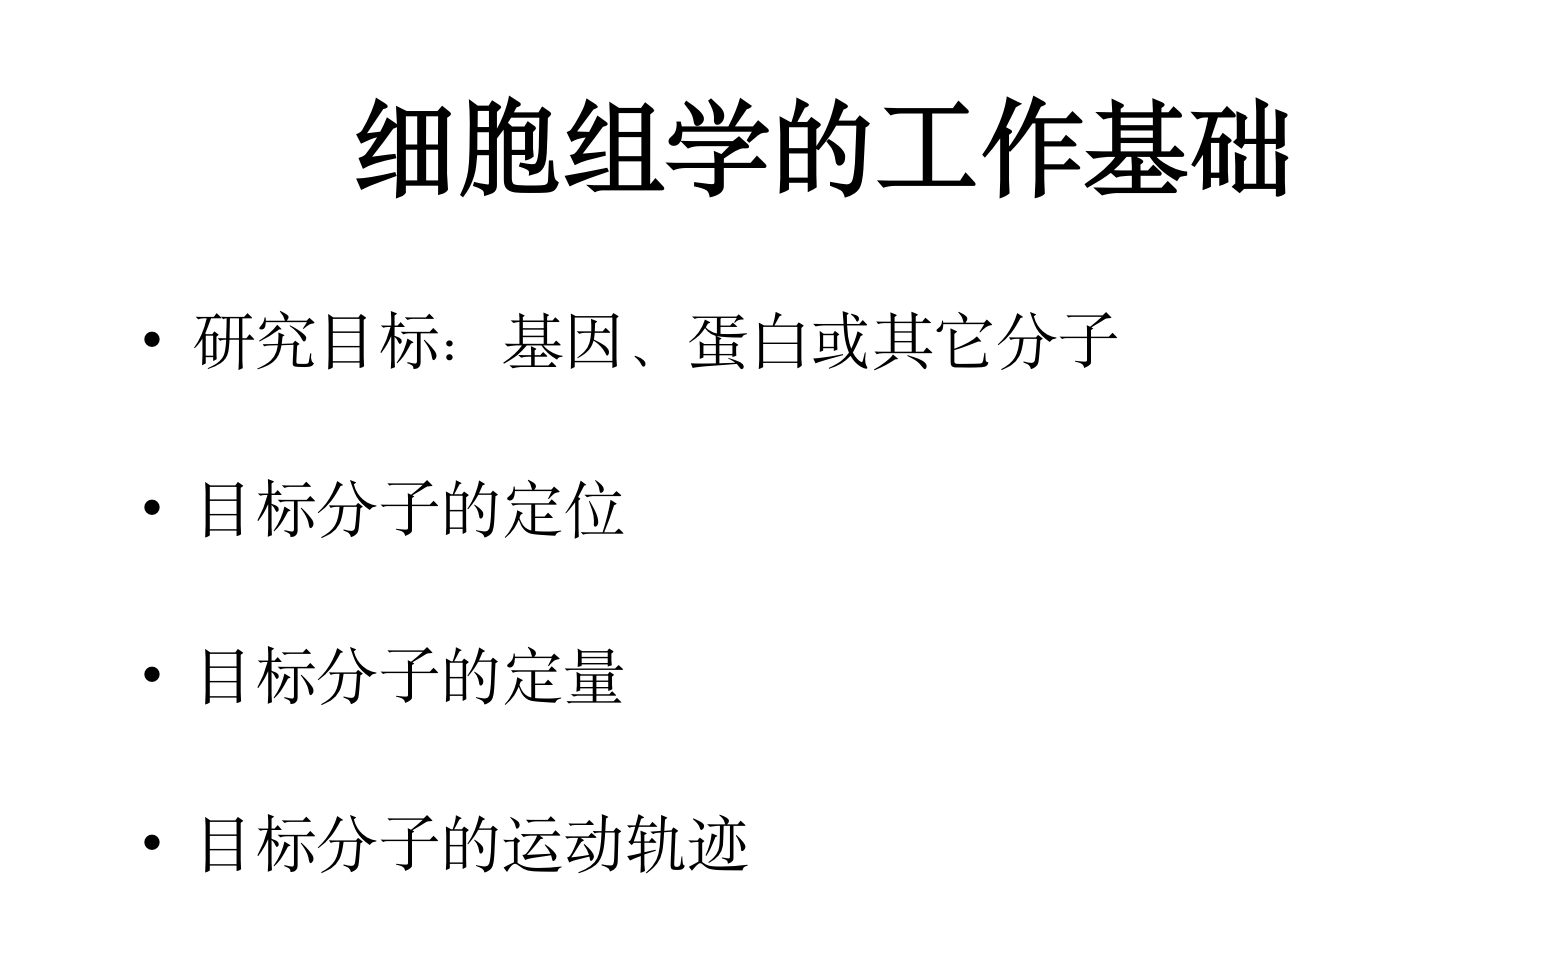 细胞组学的工作基础
• 研究目标： 基因、蛋白或其它分子
• 目标分子的定位
• 目标分子的定量
• 目标分子的运动轨迹